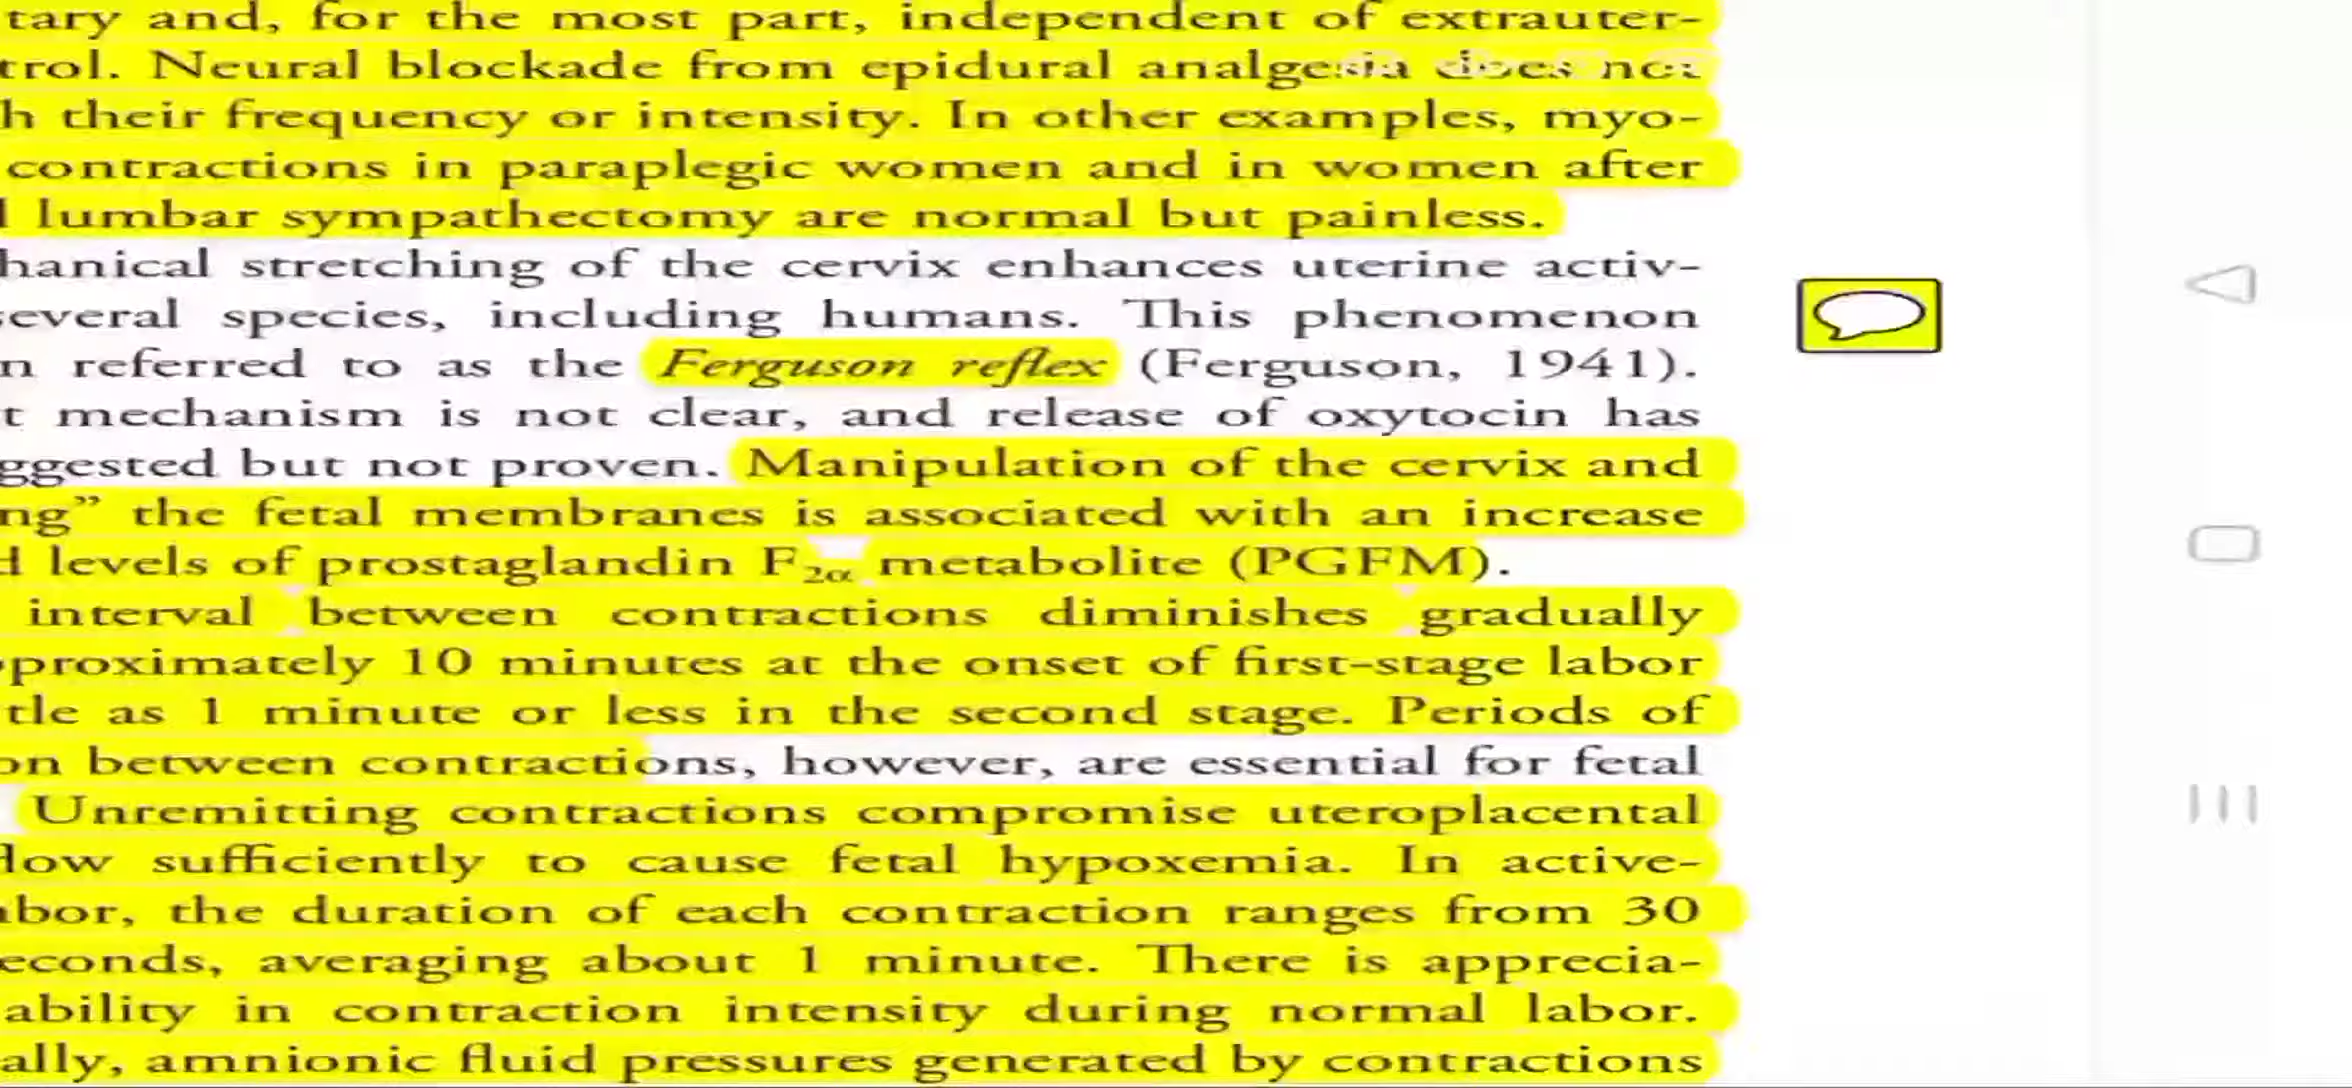 tary and, for the most part, independent of extrauter-
trol. Neural blockade from epidural analgesia does not
h their frequency or intensity. In other examples, myo-
contractions in paraplegic women and in women after
l lumbar sympathectomy are normal but painless.
hanical stretching of the cervix enhances uterine activ-
several species, including humans. This phenomenon
n referred to as the Ferguson reflex (Ferguson, 1941).
t mechanism is not clear, and release of oxytocin has
ggested but not proven. Manipulation of the cervix and
ng” the fetal membranes is associated with an increase
d levels of prostaglandin F2α metabolite (PGFM).
interval between contractions diminishes gradually
pproximately 10 minutes at the onset of first-stage labor
tle as 1 minute or less in the second stage. Periods of
on between contractions, however, are essential for fetal
Unremitting contractions compromise uteroplacental
flow sufficiently to cause fetal hypoxemia. In active-
abor, the duration of each contraction ranges from 30
econds, averaging about 1 minute. There is apprecia-
ability in contraction intensity during normal labor.
ally, amnionic fluid pressures generated by contractions